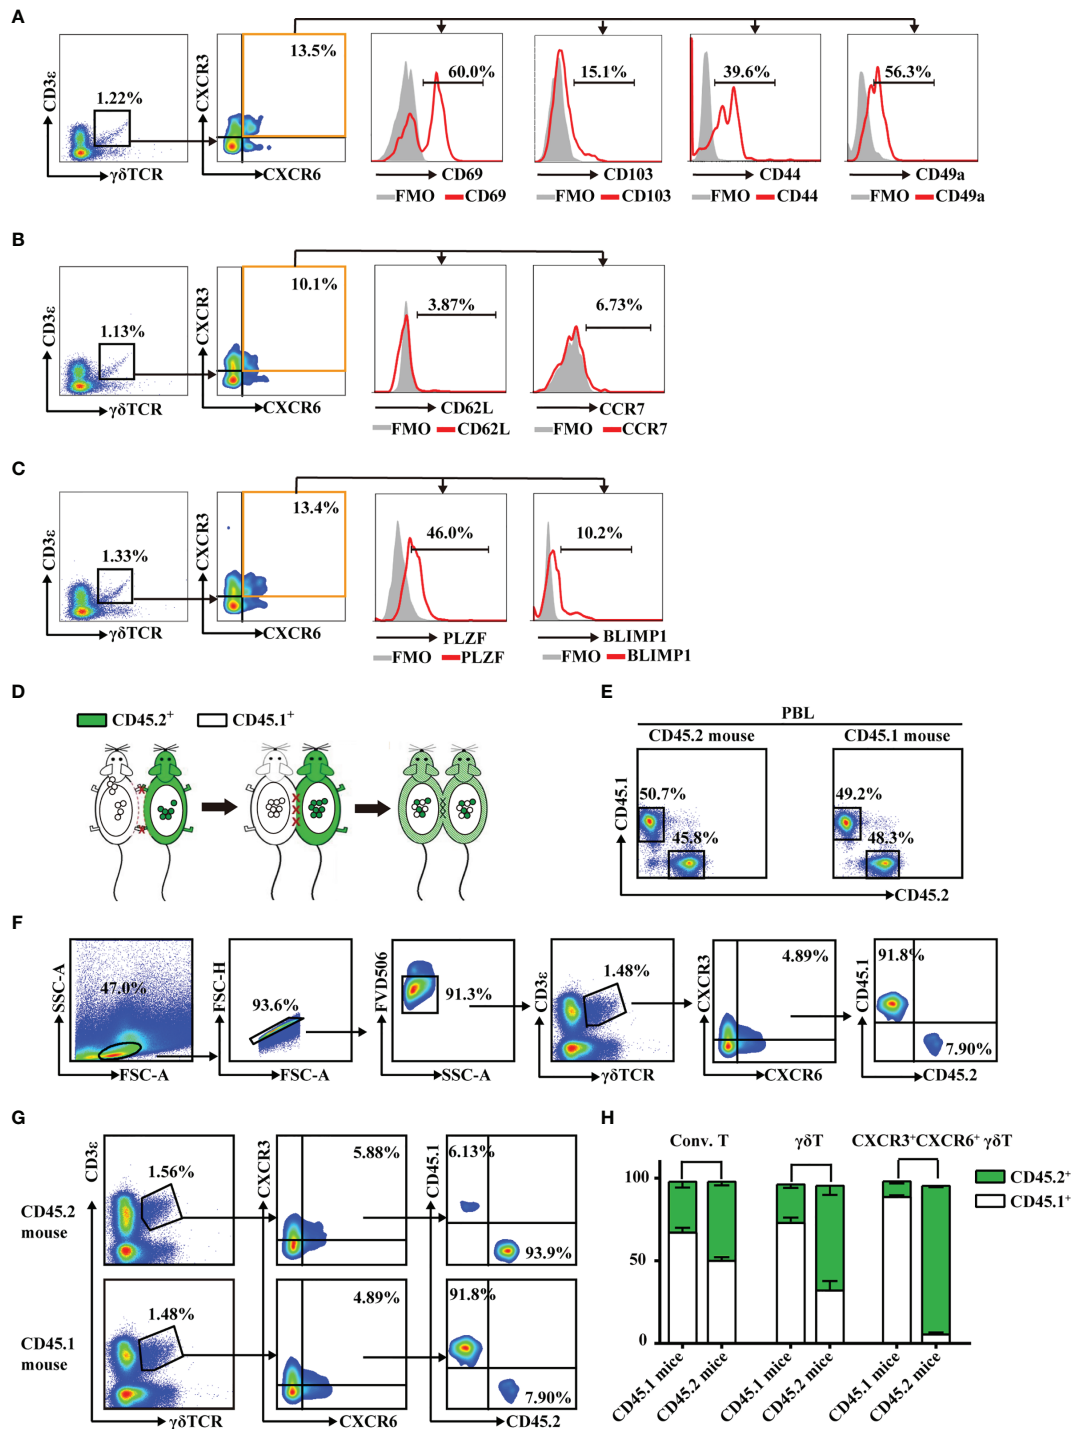 A
CD3ε
1.22%
γδTCR
CXCR3
13.5%
CXCR6
60.0%
CD69
FMO CD69
15.1%
CD103
FMO CD103
39.6%
CD44
FMO CD44
56.3%
CD49a
FMO CD49a
B
CD3ε
1.13%
γδTCR
CXCR3
10.1%
CXCR6
3.87%
CD62L
FMO CD62L
6.73%
CCR7
FMO CCR7
C
CD3ε
1.33%
γδTCR
CXCR3
13.4%
CXCR6
46.0%
PLZF
FMO PLZF
10.2%
BLIMP1
FMO BLIMP1
D
CD45.2+ CD45.1+
E
PBL
CD45.2 mouse CD45.1 mouse
CD45.1
50.7%
45.8%
49.2%
48.3%
CD45.2
F
SSC-A
47.0%
FSC-A
FSC-H
93.6%
FSC-A
FVD506
91.3%
SSC-A
CD3ε
1.48%
γδTCR
CXCR3
4.89%
CXCR6
CD45.1
91.8%
7.90%
CD45.2
G
CD45.2 mouse
CD3ε
1.56%
CXCR3
5.88%
CD45.1
6.13%
93.9%
CD45.1 mouse
1.48%
γδTCR
4.89%
CXCR6
91.8%
7.90%
CD45.2
H
Conv. T γδT CXCR3+CXCR6+ γδT
CD45.2+
CD45.1+
100
50
0
CD45.1 mice
CD45.2 mice
CD45.1 mice
CD45.2 mice
CD45.1 mice
CD45.2 mice